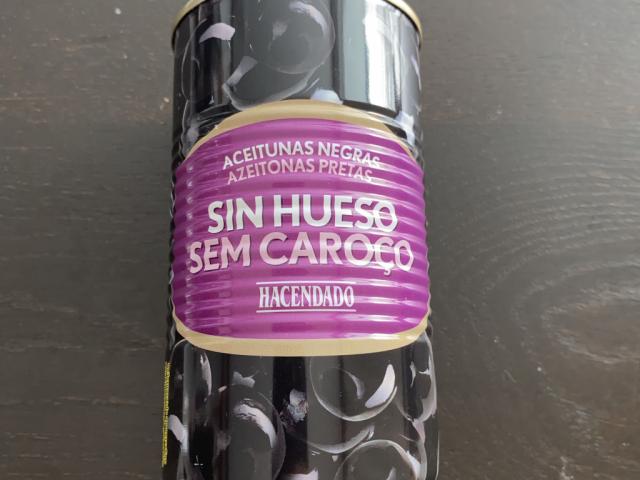 ACEITUNAS NEGRAS
AZEITONAS PRETAS
SIN HUESO
SEM CAROÇO
HACENDADO